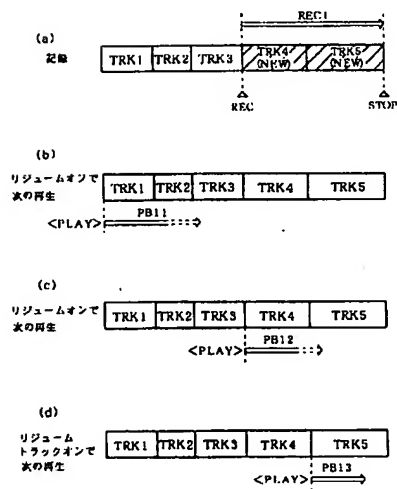 REC1
(a)
記録
TRK1 TRK2 TRK3 TRK4 (NEW) TRK5 (NEW)
REC STOP
(b)
リジュームオンで
次の再生
TRK1 TRK2 TRK3 TRK4 TRK5
<PLAY> PB11
(c)
リジュームオンで
次の再生
TRK1 TRK2 TRK3 TRK4 TRK5
<PLAY> PB12
(d)
リジューム
トラックオンで
次の再生
TRK1 TRK2 TRK3 TRK4 TRK5
<PLAY> PB13